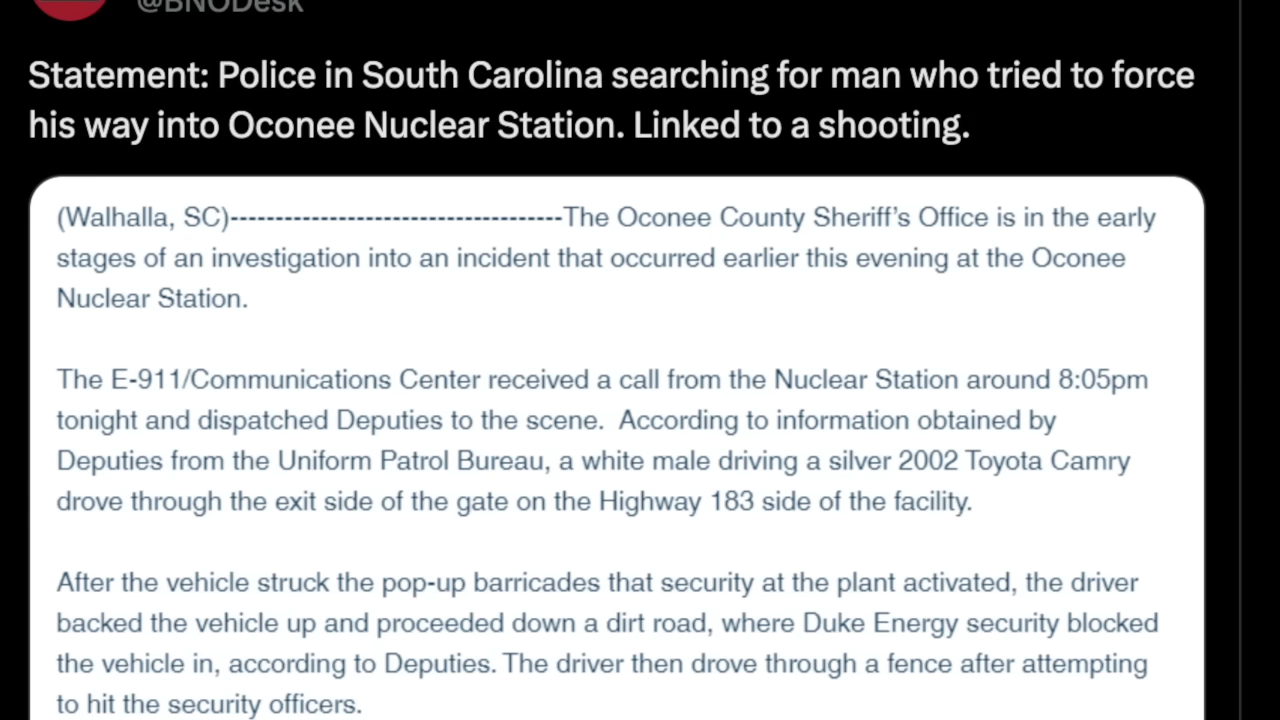 @BNODesk
Statement: Police in South Carolina searching for man who tried to force
his way into Oconee Nuclear Station. Linked to a shooting.
(Walhalla, SC)-------------------------------------The Oconee County Sheriff’s Office is in the early
stages of an investigation into an incident that occurred earlier this evening at the Oconee
Nuclear Station.
The E-911/Communications Center received a call from the Nuclear Station around 8:05pm
tonight and dispatched Deputies to the scene.  According to information obtained by
Deputies from the Uniform Patrol Bureau, a white male driving a silver 2002 Toyota Camry
drove through the exit side of the gate on the Highway 183 side of the facility.
After the vehicle struck the pop-up barricades that security at the plant activated, the driver
backed the vehicle up and proceeded down a dirt road, where Duke Energy security blocked
the vehicle in, according to Deputies. The driver then drove through a fence after attempting
to hit the security officers.